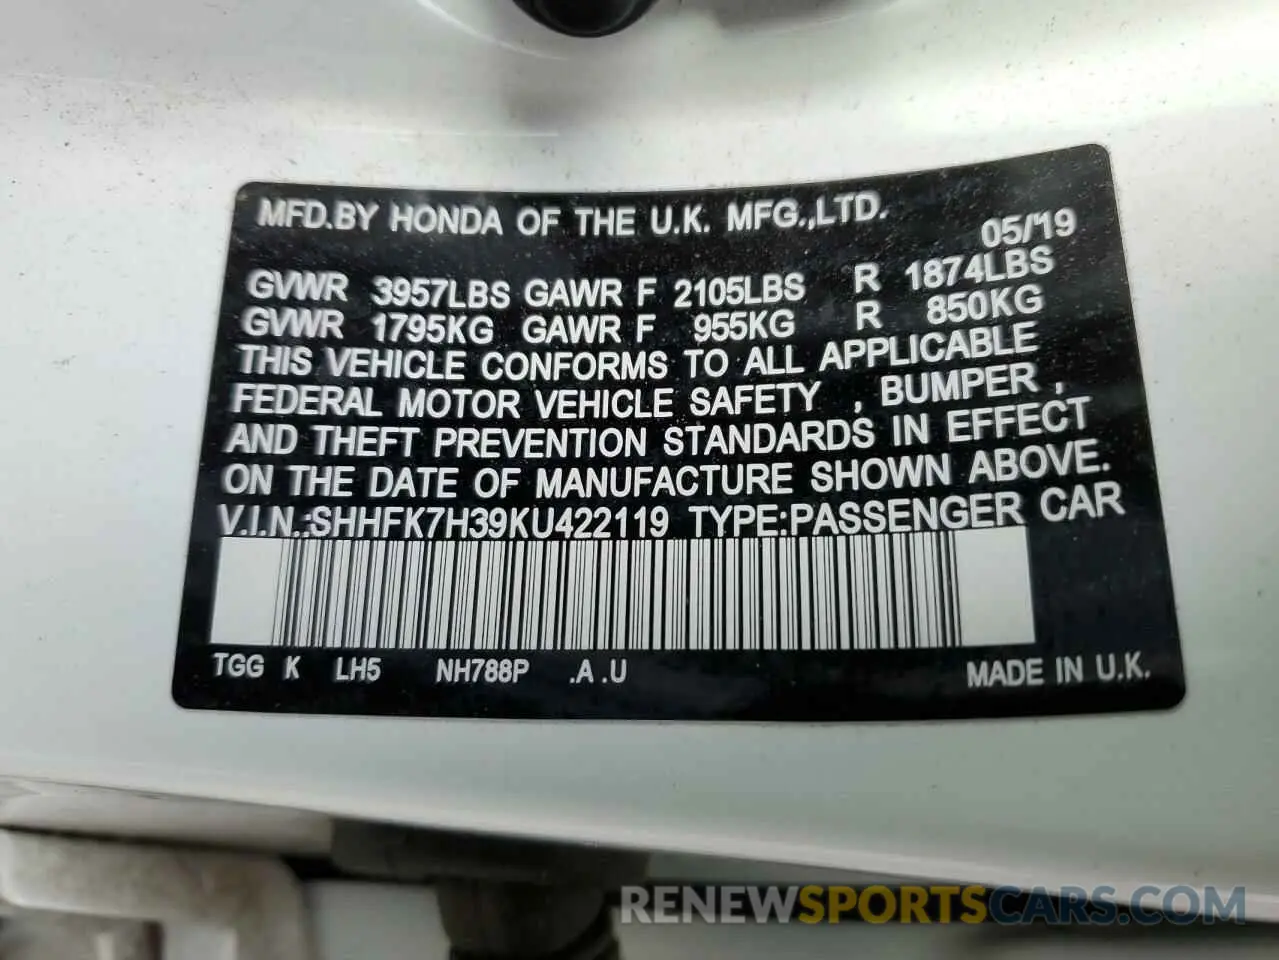 MFD.BY HONDA OF THE U.K. MFG.,LTD.
05/'19
GVWR 3957LBS GAWR F 2105LBS R 1874LBS
GVWR 1795KG GAWR F 955KG R 850KG
THIS VEHICLE CONFORMS TO ALL APPLICABLE
FEDERAL MOTOR VEHICLE SAFETY , BUMPER ,
AND THEFT PREVENTION STANDARDS IN EFFECT
ON THE DATE OF MANUFACTURE SHOWN ABOVE.
V.I.N.:SHHFK7H39KU422119 TYPE:PASSENGER CAR
TGG K LH5 NH788P .A .U MADE IN U.K.
RENEWSPORTSCARS.COM